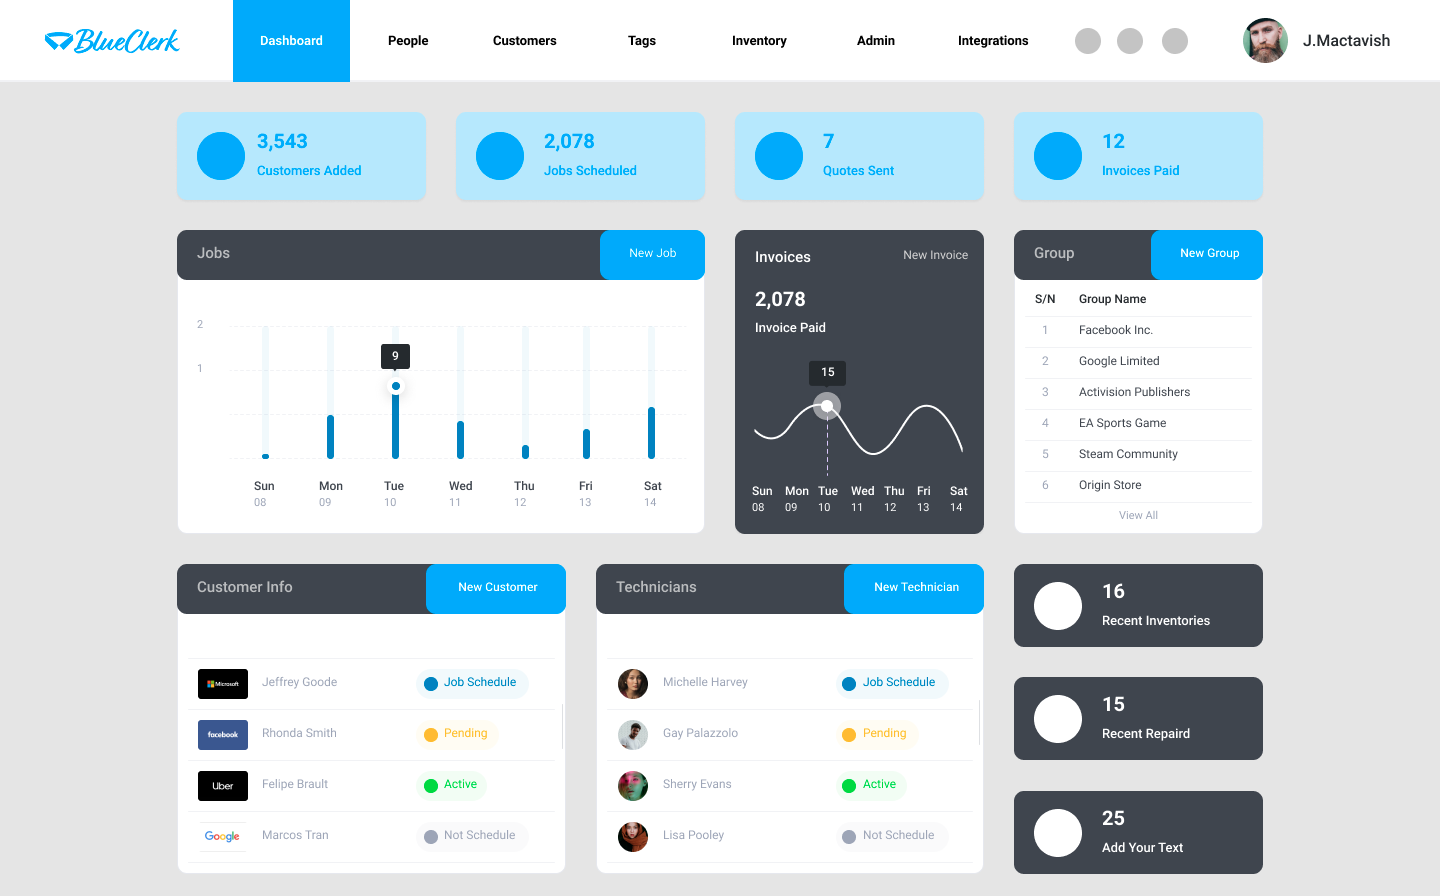 BlueClerk
Dashboard
People
Customers
Tags
Inventory
Admin
Integrations
J.Mactavish
3,543
Customers Added
2,078
Jobs Scheduled
7
Quotes Sent
12
Invoices Paid
Jobs
New Job
2
1
9
Sun Mon Tue Wed Thu Fri Sat
08 09 10 11 12 13 14
Invoices
New Invoice
2,078
Invoice Paid
15
Sun Mon Tue Wed Thu Fri Sat
08 09 10 11 12 13 14
Group
New Group
S/N Group Name
1 Facebook Inc.
2 Google Limited
3 Activision Publishers
4 EA Sports Game
5 Steam Community
6 Origin Store
View All
Customer Info
New Customer
Microsoft Jeffrey Goode Job Schedule
facebook Rhonda Smith Pending
Uber Felipe Brault Active
Google Marcos Tran Not Schedule
Technicians
New Technician
Michelle Harvey Job Schedule
Gay Palazzolo Pending
Sherry Evans Active
Lisa Pooley Not Schedule
16
Recent Inventories
15
Recent Repaird
25
Add Your Text